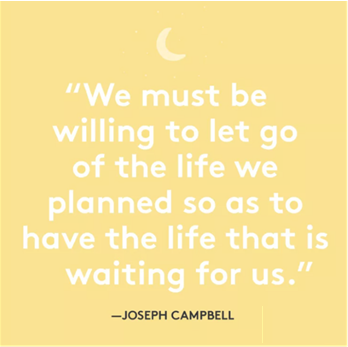 “We must be
willing to let go
of the life we
planned so as to
have the life that is
waiting for us.”
—JOSEPH CAMPBELL